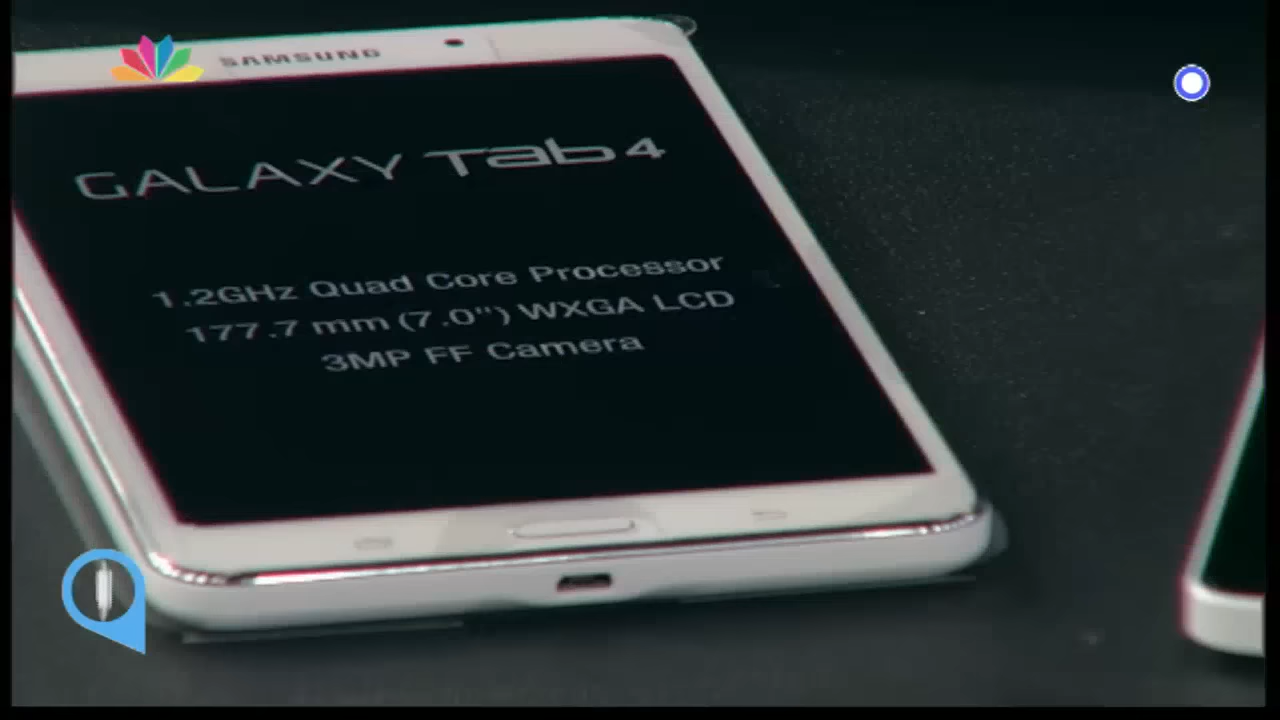 SAMSUNG
GALAXY Tab 4
1.2GHz Quad Core Processor
177.7 mm (7.0") WXGA LCD
3MP FF Camera